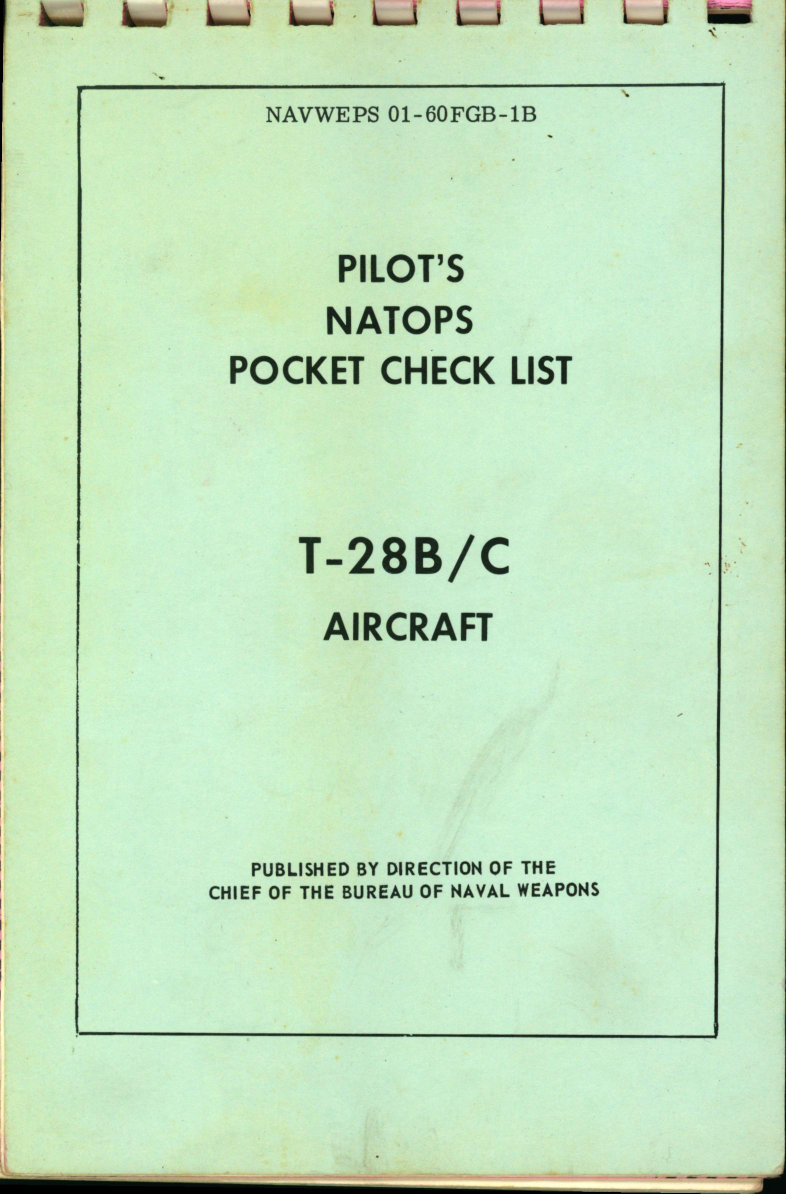 NAVWEPS 01-60FGB-1B
PILOT'S
NATOPS
POCKET CHECK LIST
T-28B/C
AIRCRAFT
PUBLISHED BY DIRECTION OF THE
CHIEF OF THE BUREAU OF NAVAL WEAPONS